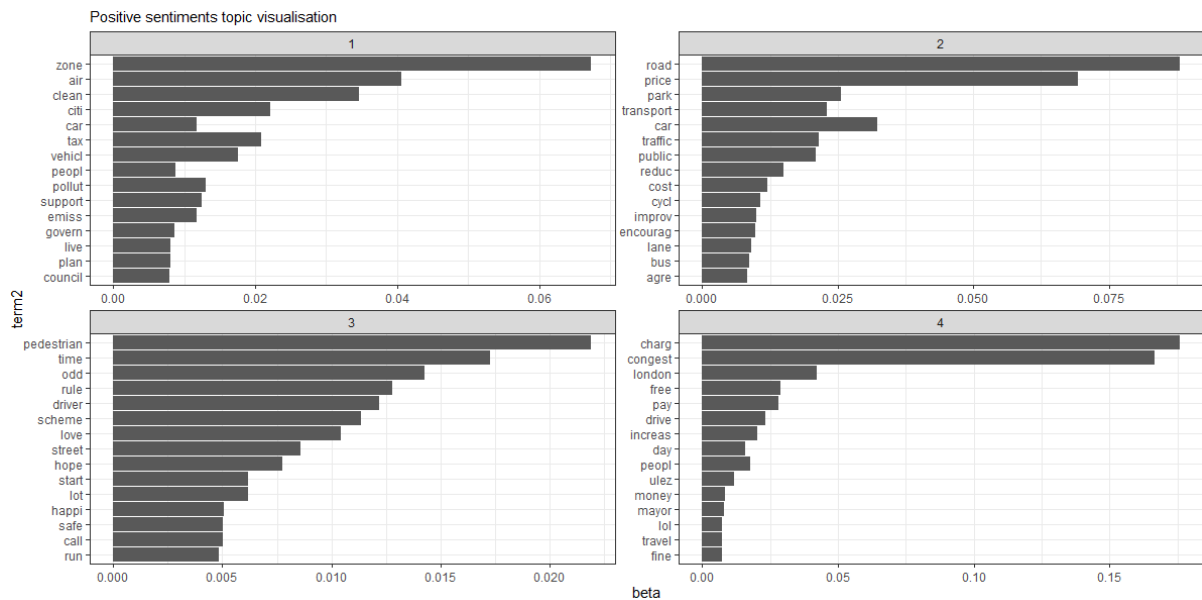 Positive sentiments topic visualisation
1
zone
air
clean
citi
car
tax
vehicl
peopl
pollut
support
emiss
govern
live
plan
council
0.00 0.02 0.04 0.06
2
road
price
park
transport
car
traffic
public
reduc
cost
cycl
improv
encourag
lane
bus
agre
0.000 0.025 0.050 0.075
term2
3
pedestrian
time
odd
rule
driver
scheme
love
street
hope
start
lot
happi
safe
call
run
0.000 0.005 0.010 0.015 0.020
4
charg
congest
london
free
pay
drive
increas
day
peopl
ulez
money
mayor
lol
travel
fine
0.00 0.05 0.10 0.15
beta